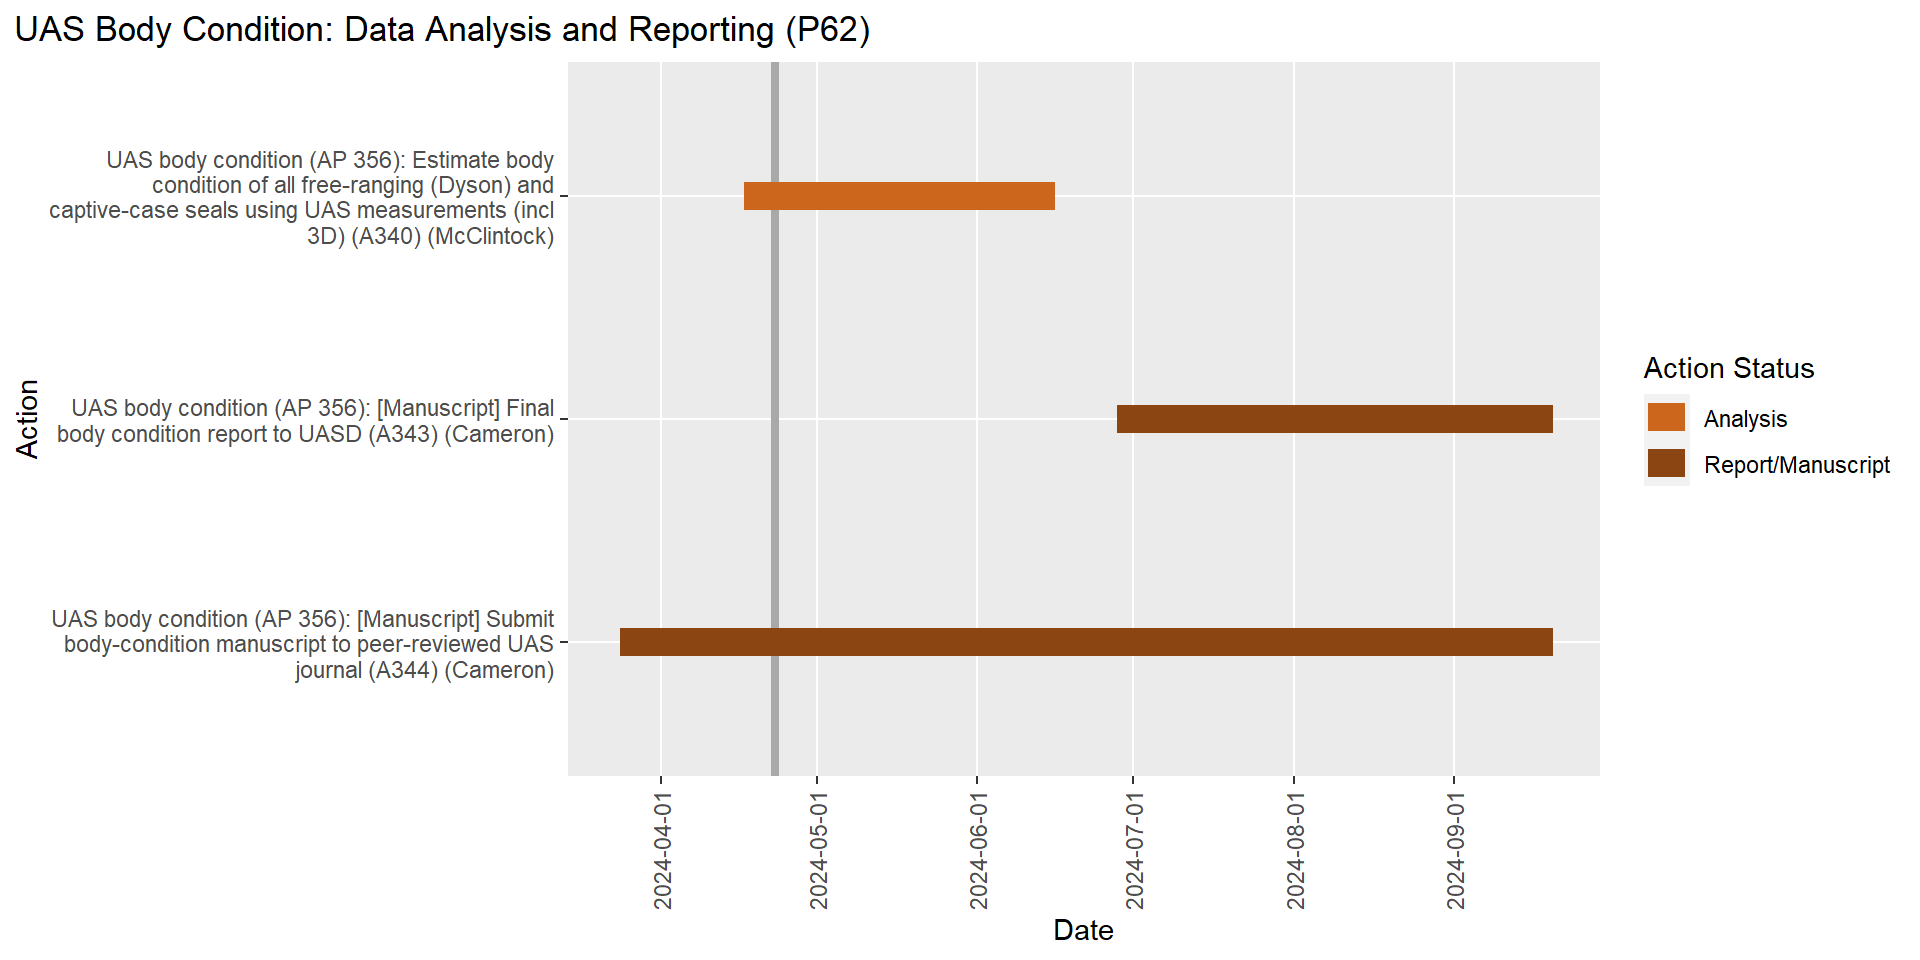 UAS Body Condition: Data Analysis and Reporting (P62)
UAS body condition (AP 356): Estimate body
condition of all free-ranging (Dyson) and
captive-case seals using UAS measurements (incl
3D) (A340) (McClintock)
UAS body condition (AP 356): [Manuscript] Final
body condition report to UASD (A343) (Cameron)
UAS body condition (AP 356): [Manuscript] Submit
body-condition manuscript to peer-reviewed UAS
journal (A344) (Cameron)
Action
2024-04-01
2024-05-01
2024-06-01
2024-07-01
2024-08-01
2024-09-01
Date
Action Status
Analysis
Report/Manuscript